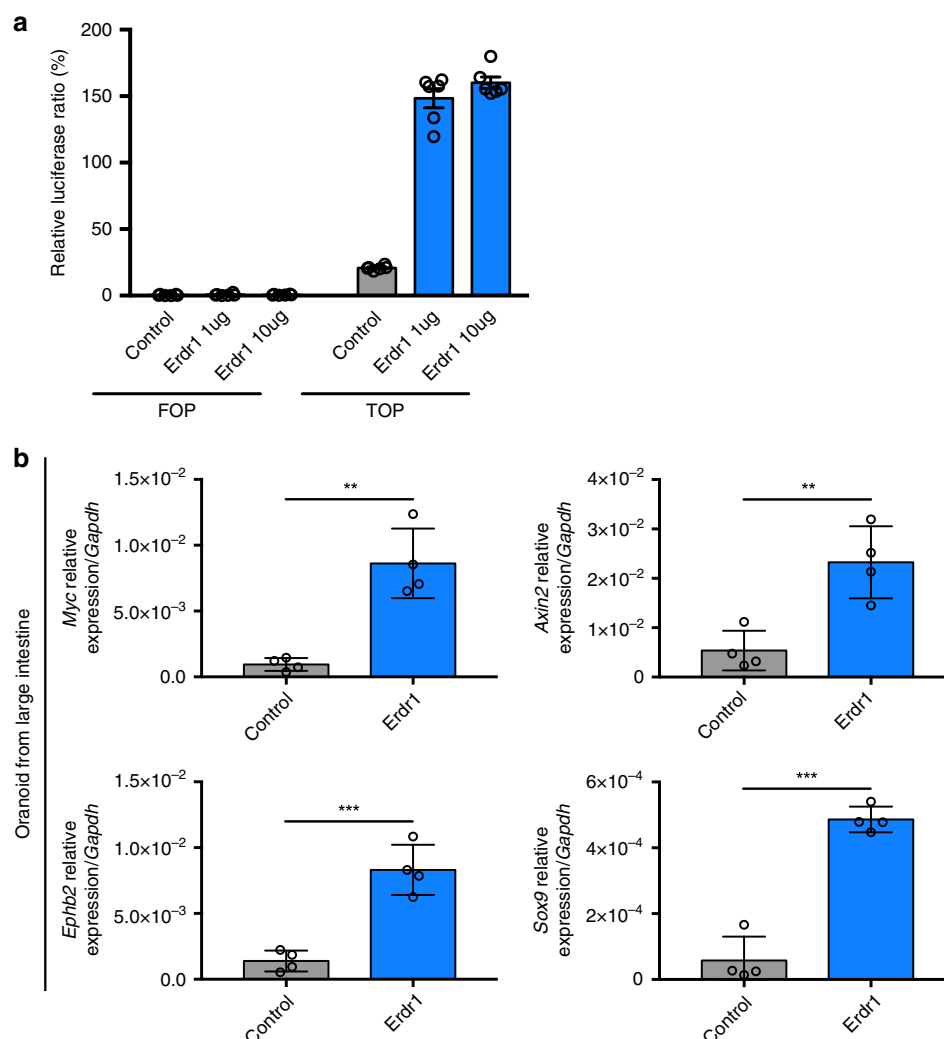 a
Relative luciferase ratio (%)
200
150
100
50
0
Control
Erdr1 1ug
Erdr1 10ug
Control
Erdr1 1ug
Erdr1 10ug
FOP
TOP
b
Oranoid from large intestine
Myc relative
expression/Gapdh
1.5×10⁻²
1.0×10⁻²
5.0×10⁻³
0.0
**
Control
Erdr1
Axin2 relative
expression/Gapdh
4×10⁻²
3×10⁻²
2×10⁻²
1×10⁻²
0
**
Control
Erdr1
Ephb2 relative
expression/Gapdh
1.5×10⁻²
1.0×10⁻²
5.0×10⁻³
0.0
***
Control
Erdr1
Sox9 relative
expression/Gapdh
6×10⁻⁴
4×10⁻⁴
2×10⁻⁴
0
***
Control
Erdr1